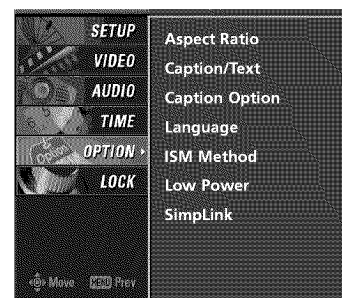 SETUP
VIDEO
AUDIO
TIME
OPTION
LOCK
Aspect Ratio
Caption/Text
Caption Option
Language
ISM Method
Low Power
SimpLink
Move MENU Prev